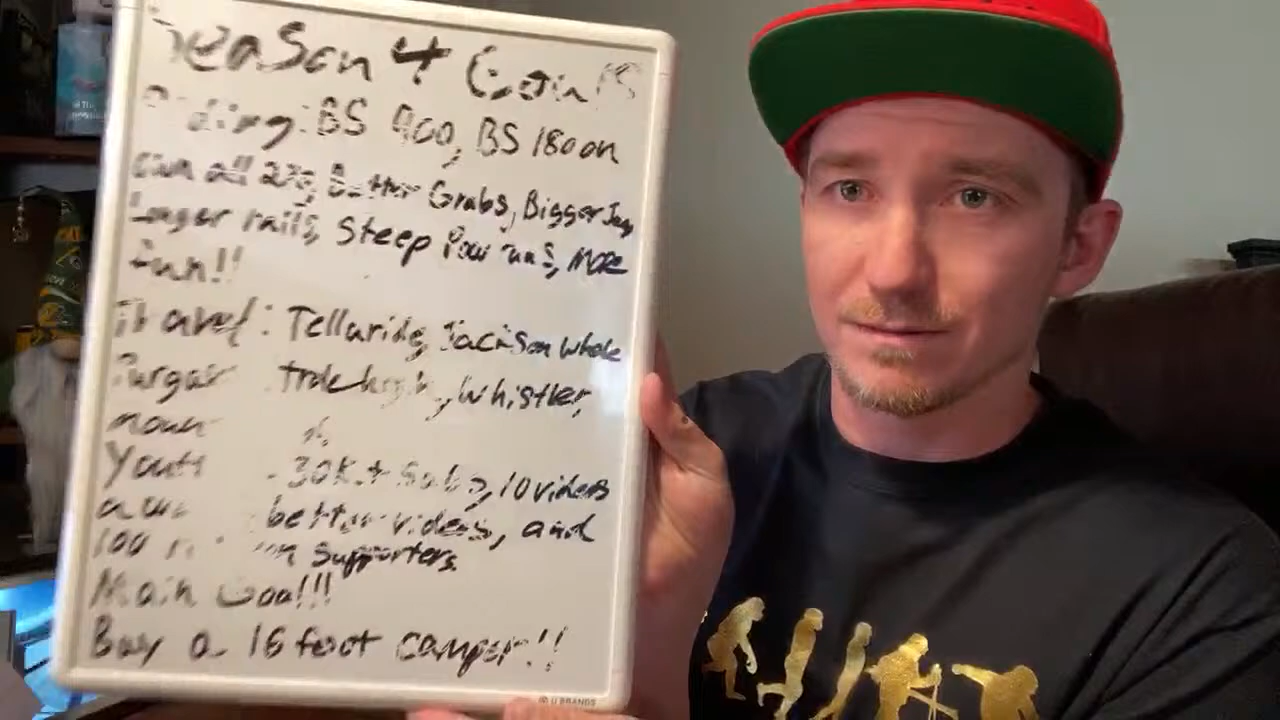 Season 4 Goals
Riding: BS 900, BS 180 on
all 270, Better Grabs, Bigger Jumps
Longer rails, Steep Pow runs, MORE
fun!!
Travel: Telluride, Jackson Whole
Whistler,
30K+ Subs, 10 videos
better videos, and
100 Supporters.
Main Goal!!!
Buy a 16 foot camper!!
U BRANDS